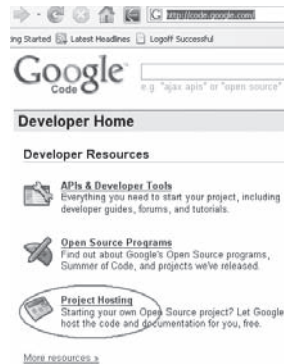 http://code.google.com/
ng Started Latest Headlines Logoff Successful
Google
Code
e.g. "ajax apis" or "open source"
Developer Home
Developer Resources
APIs & Developer Tools
Everything you need to start your project, including
developer guides, forums, and tutorials.
Open Source Programs
Find out about Google's Open Source programs,
Summer of Code, and projects we've released.
Project Hosting
Starting your own Open Source project? Let Google
host the code and documentation for you, free.
More resources »